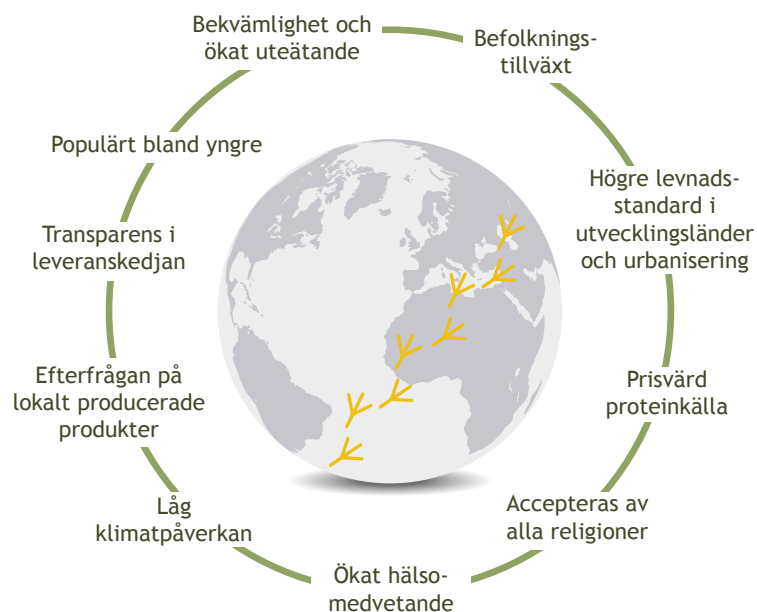 Bekvämlighet och
ökat uteätande
Befolknings-
tillväxt
Högre levnads-
standard i
utvecklingsländer
och urbanisering
Prisvärd
proteinkälla
Accepteras av
alla religioner
Ökat hälso-
medvetande
Låg
klimatpåverkan
Efterfrågan på
lokalt producerade
produkter
Transparens i
leveranskedjan
Populärt bland yngre